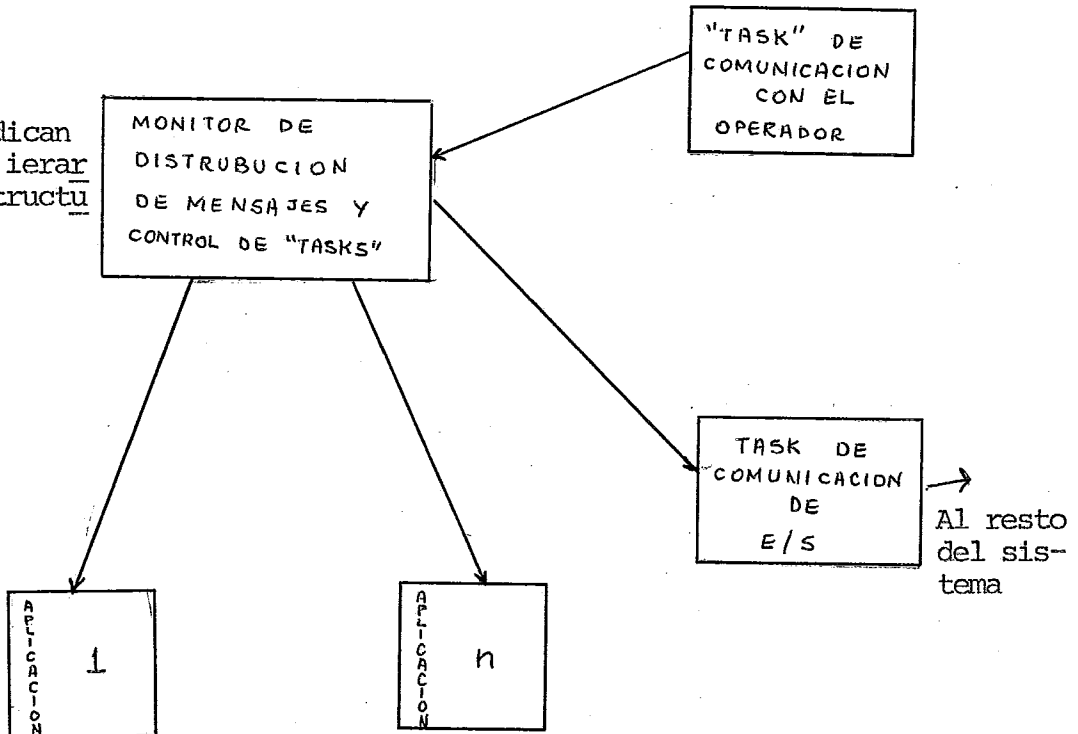 "TASK" DE
COMUNICACION
CON EL
OPERADOR
dican
ierar
tructu
MONITOR DE
DISTRUBUCION
DE MENSAJES Y
CONTROL DE "TASKS"
TASK DE
COMUNICACION
DE
E/S
Al resto
del sis-
tema
APLICACION
1
APLICACION
n